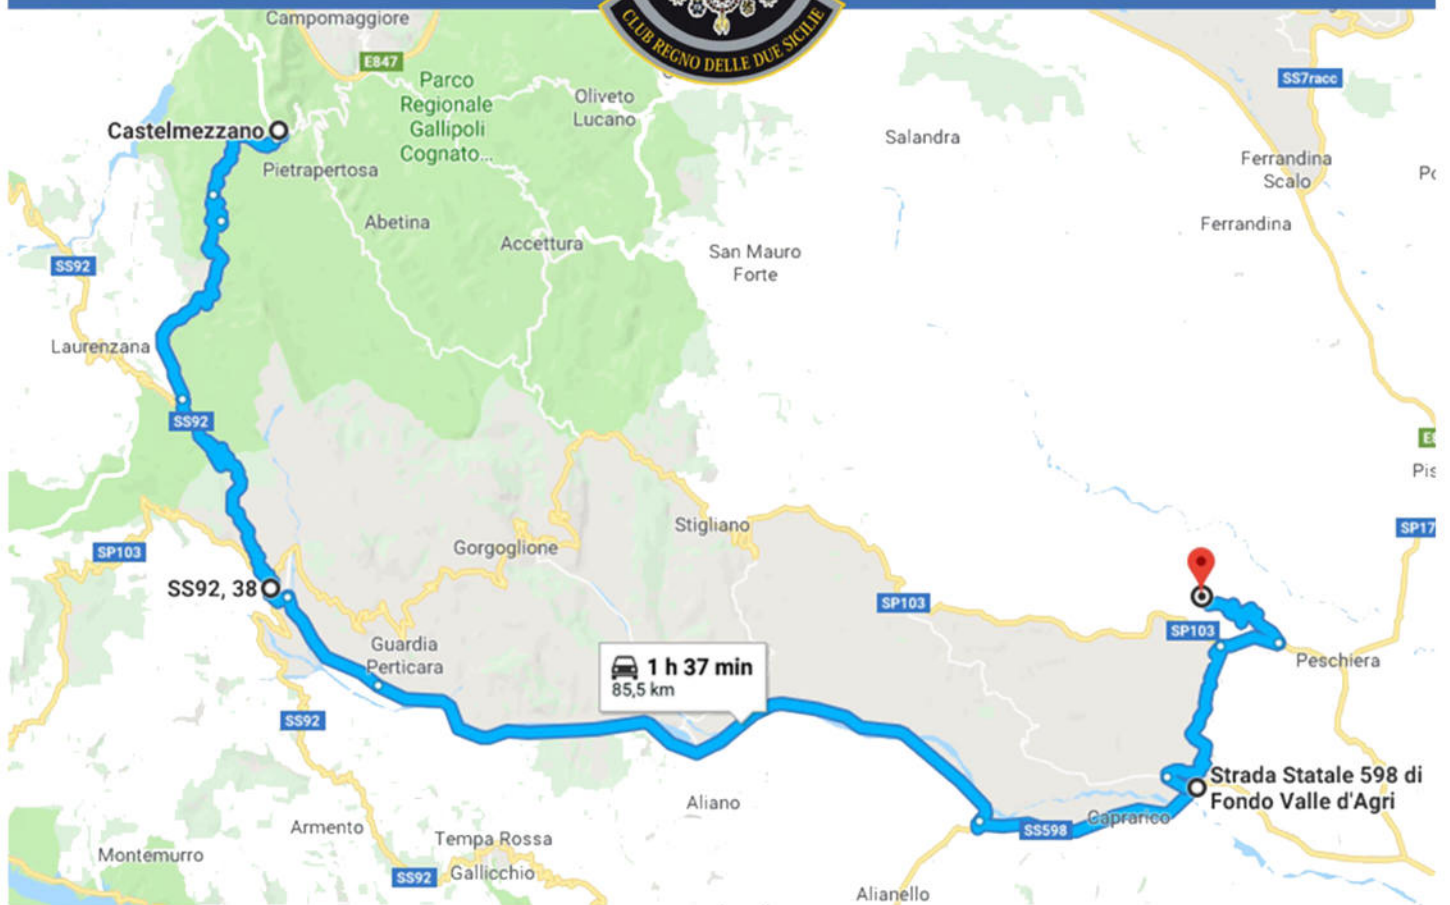 CLUB REGNO DELLE DUE SICILIE
Campomaggiore
E847
SS7racc
Parco
Regionale
Gallipoli
Cognato...
Oliveto
Lucano
Castelmezzano
Salandra
Pietrapertosa
Ferrandina
Scalo
Abetina
Accettura
Ferrandina
San Mauro
Forte
SS92
Laurenzana
SS92
Pis
Stigliano
SP17
Gorgoglione
SP103
SS92, 38
SP103
SP103
Guardia
Perticara
Peschiera
1 h 37 min
85,5 km
SS92
Strada Statale 598 di
Fondo Valle d'Agri
Aliano
Caprarico
SS598
Armento
Tempa Rossa
Montemurro
Gallicchio
SS92
Alianello